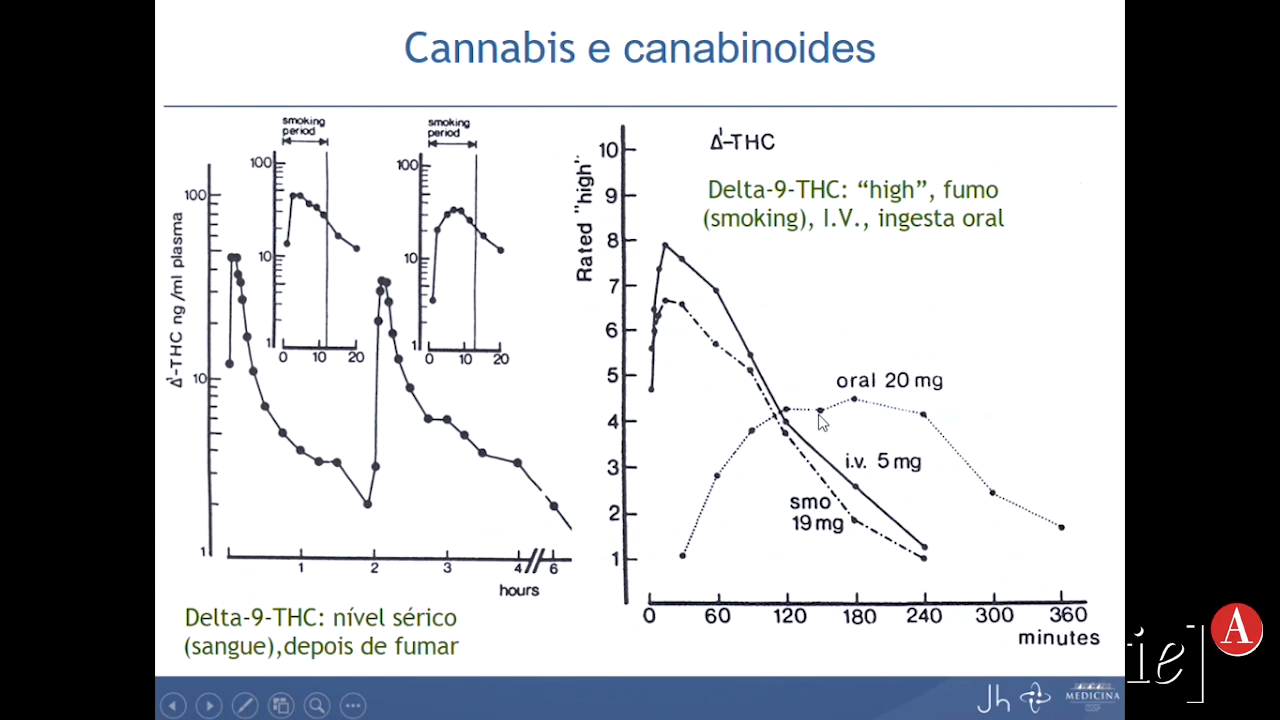 Cannabis e canabinoides
smoking
period
100
10
1
0 10 20
smoking
period
100
10
1
0 10 20
Δ¹-THC ng/ml plasma
100
10
1
1 2 3 4 6
hours
Delta-9-THC: nível sérico
(sangue),depois de fumar
Δ¹-THC
Delta-9-THC: “high”, fumo
(smoking), I.V., ingesta oral
Rated "high"
10
9
8
7
6
5
4
3
2
1
oral 20 mg
i.v. 5 mg
smo
19 mg
0 60 120 180 240 300 360
minutes
Jh
MEDICINA
A
ie]